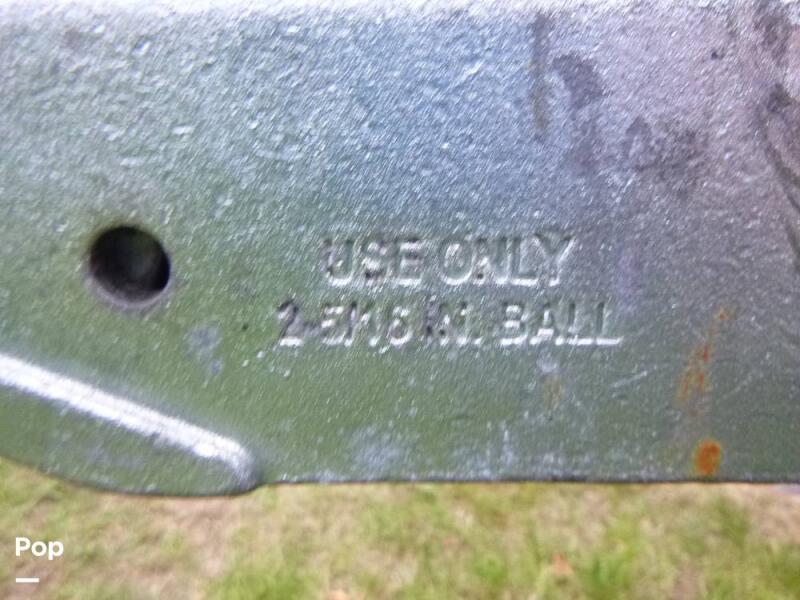 USE ONLY
2-5/16 IN. BALL
Pop